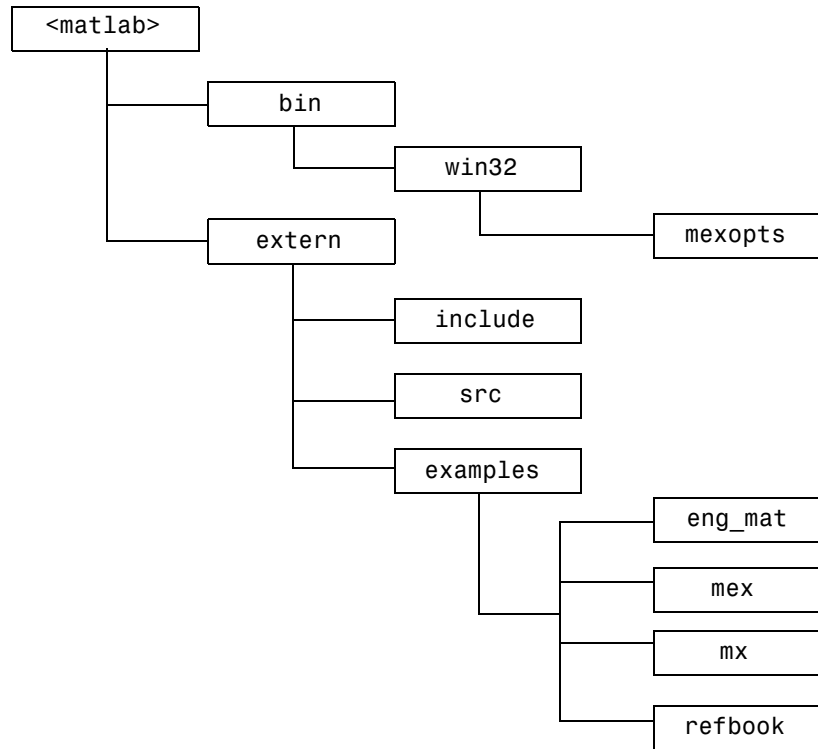 <matlab>
bin
win32
mexopts
extern
include
src
examples
eng_mat
mex
mx
refbook